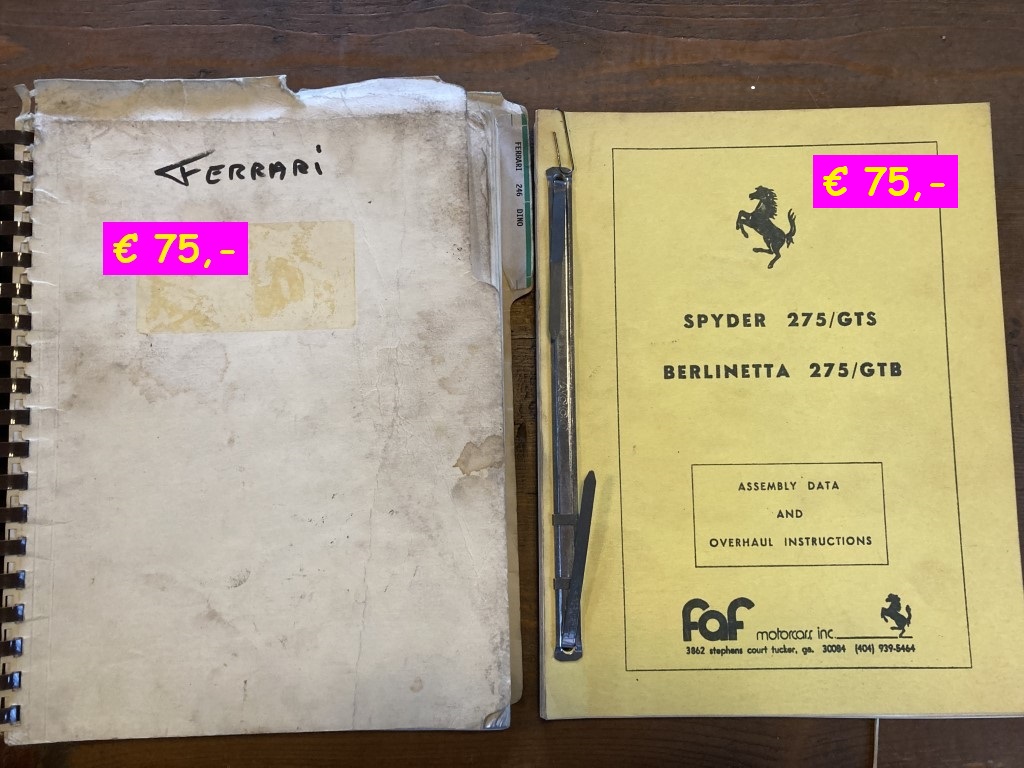 FERRARI
€ 75,-
FERRARI 246 DINO
€ 75,-
SPYDER 275/GTS
BERLINETTA 275/GTB
ASSEMBLY DATA
AND
OVERHAUL INSTRUCTIONS
faf motorcars inc.
3862 stephens court tucker, ga. 30084 (404) 939-5464